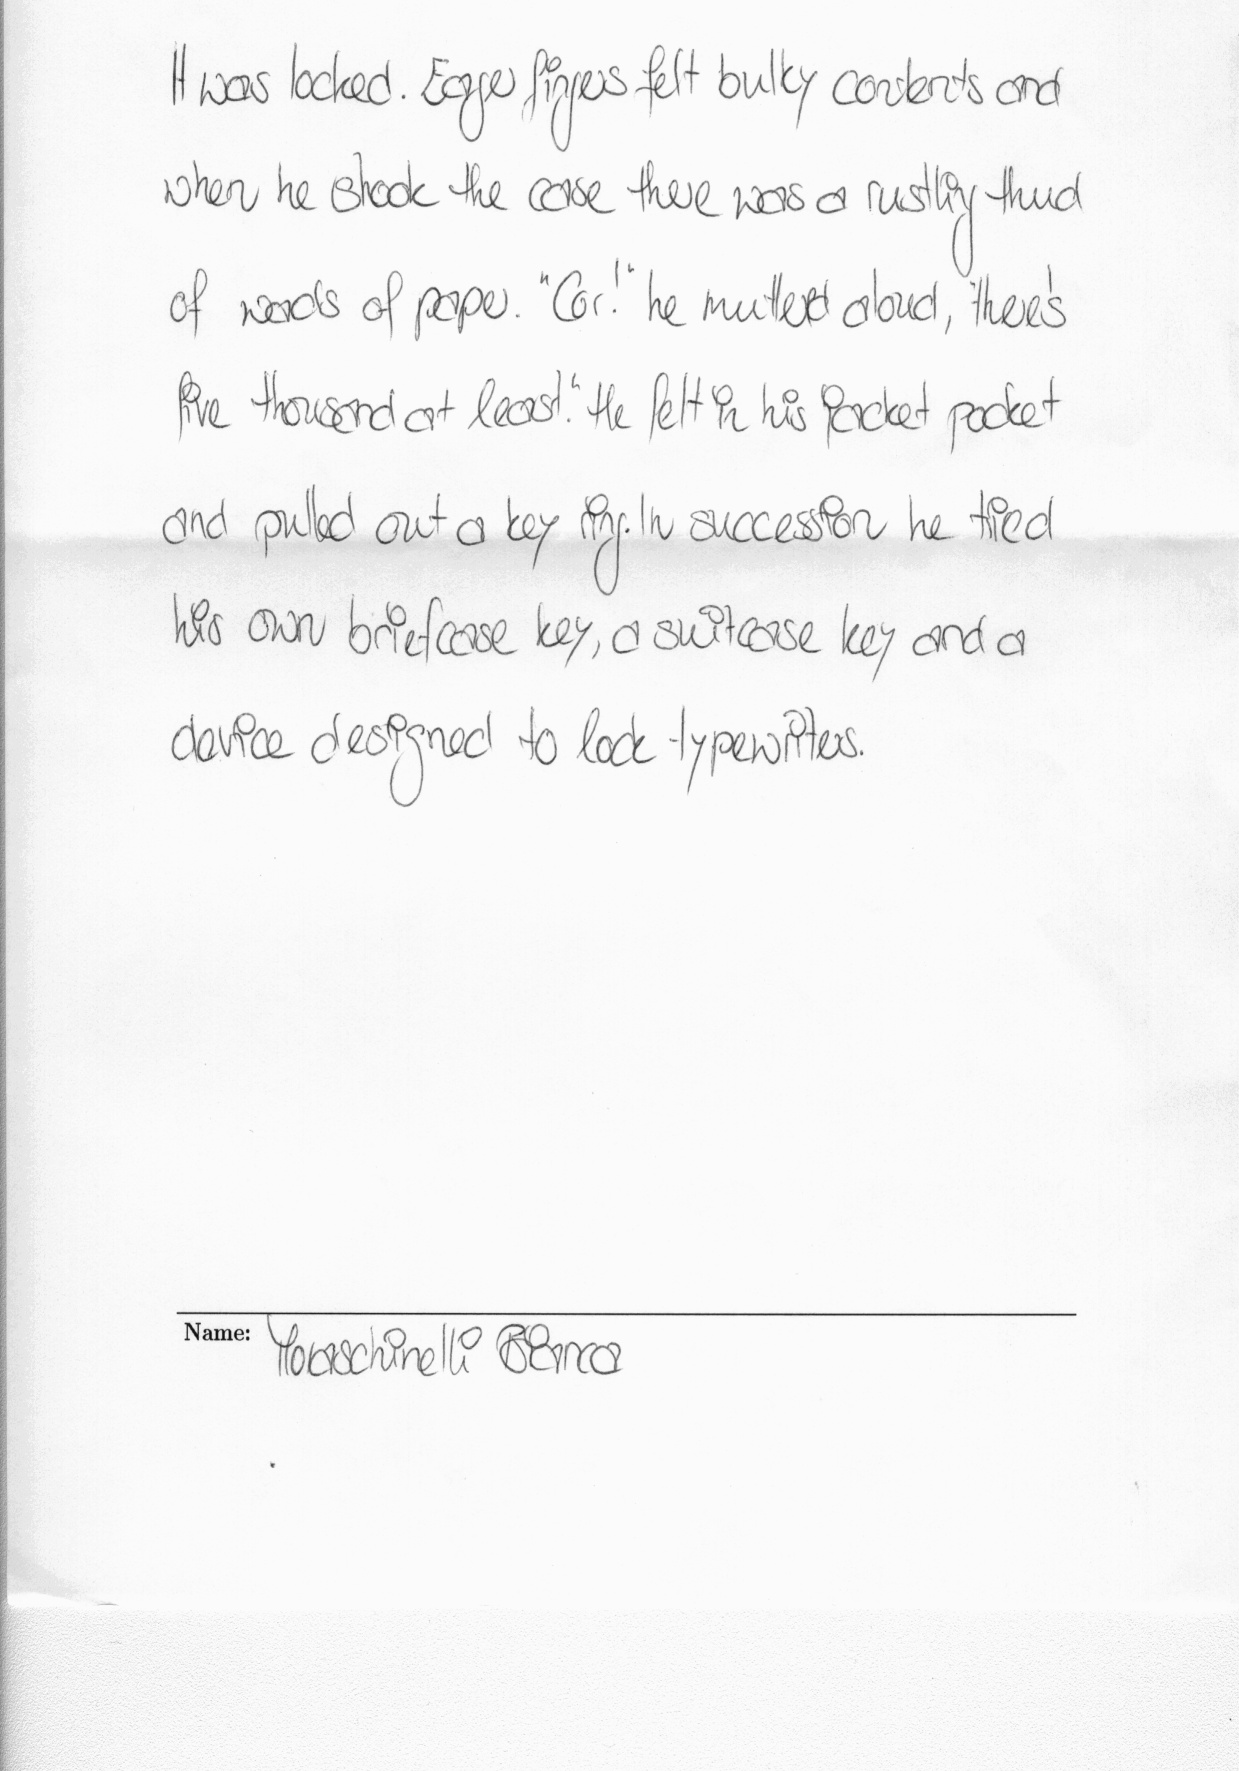 It was locked. Eager fingers felt bulky contents and
when he shook the case there was a rustling thud
of wads of paper. "Cor!" he muttered aloud, "there's
five thousand at least." He felt in his jacket pocket
and pulled out a key ring. In succession he tried
his own briefcase key, a suitcase key and a
device designed to lock typewriters.
Name: